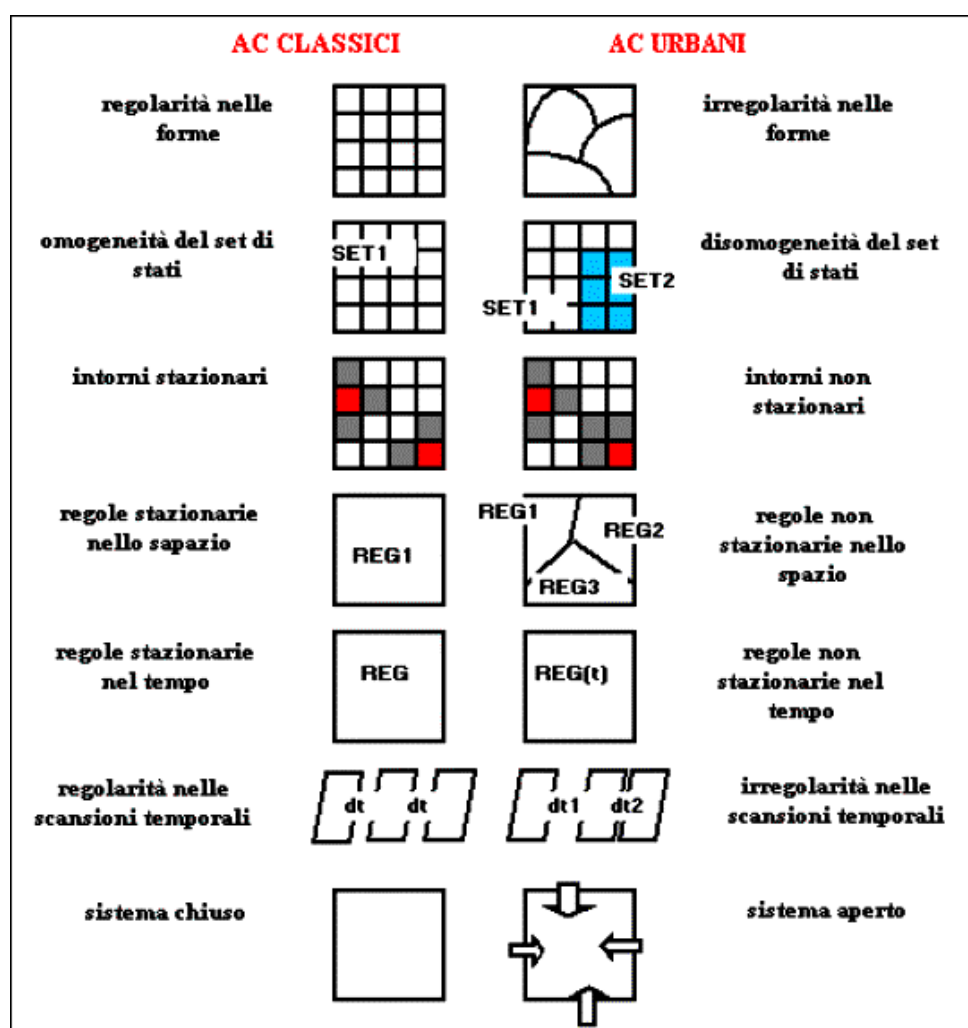 AC CLASSICI
AC URBANI
regolarità nelle
forme
irregolarità nelle
forme
omogeneità del set di
stati
SET1
SET1
SET2
disomogeneità del set
di stati
intorni stazionari
intorni non
stazionari
regole stazionarie
nello sapazio
REG1
REG1
REG2
REG3
regole non
stazionarie nello
spazio
regole stazionarie
nel tempo
REG
REG(t)
regole non
stazionarie nel
tempo
regolarità nelle
scansioni temporali
dt
dt
dt1
dt2
irregolarità nelle
scansioni temporali
sistema chiuso
sistema aperto